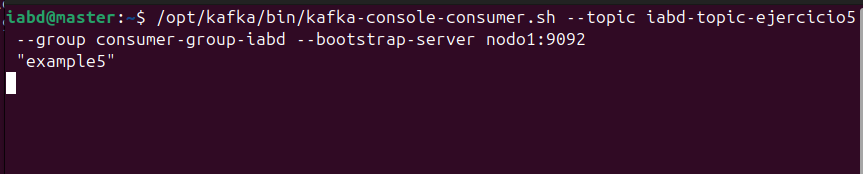 iabd@master:~$ /opt/kafka/bin/kafka-console-consumer.sh --topic iabd-topic-ejercicio5
--group consumer-group-iabd --bootstrap-server nodo1:9092
"example5"